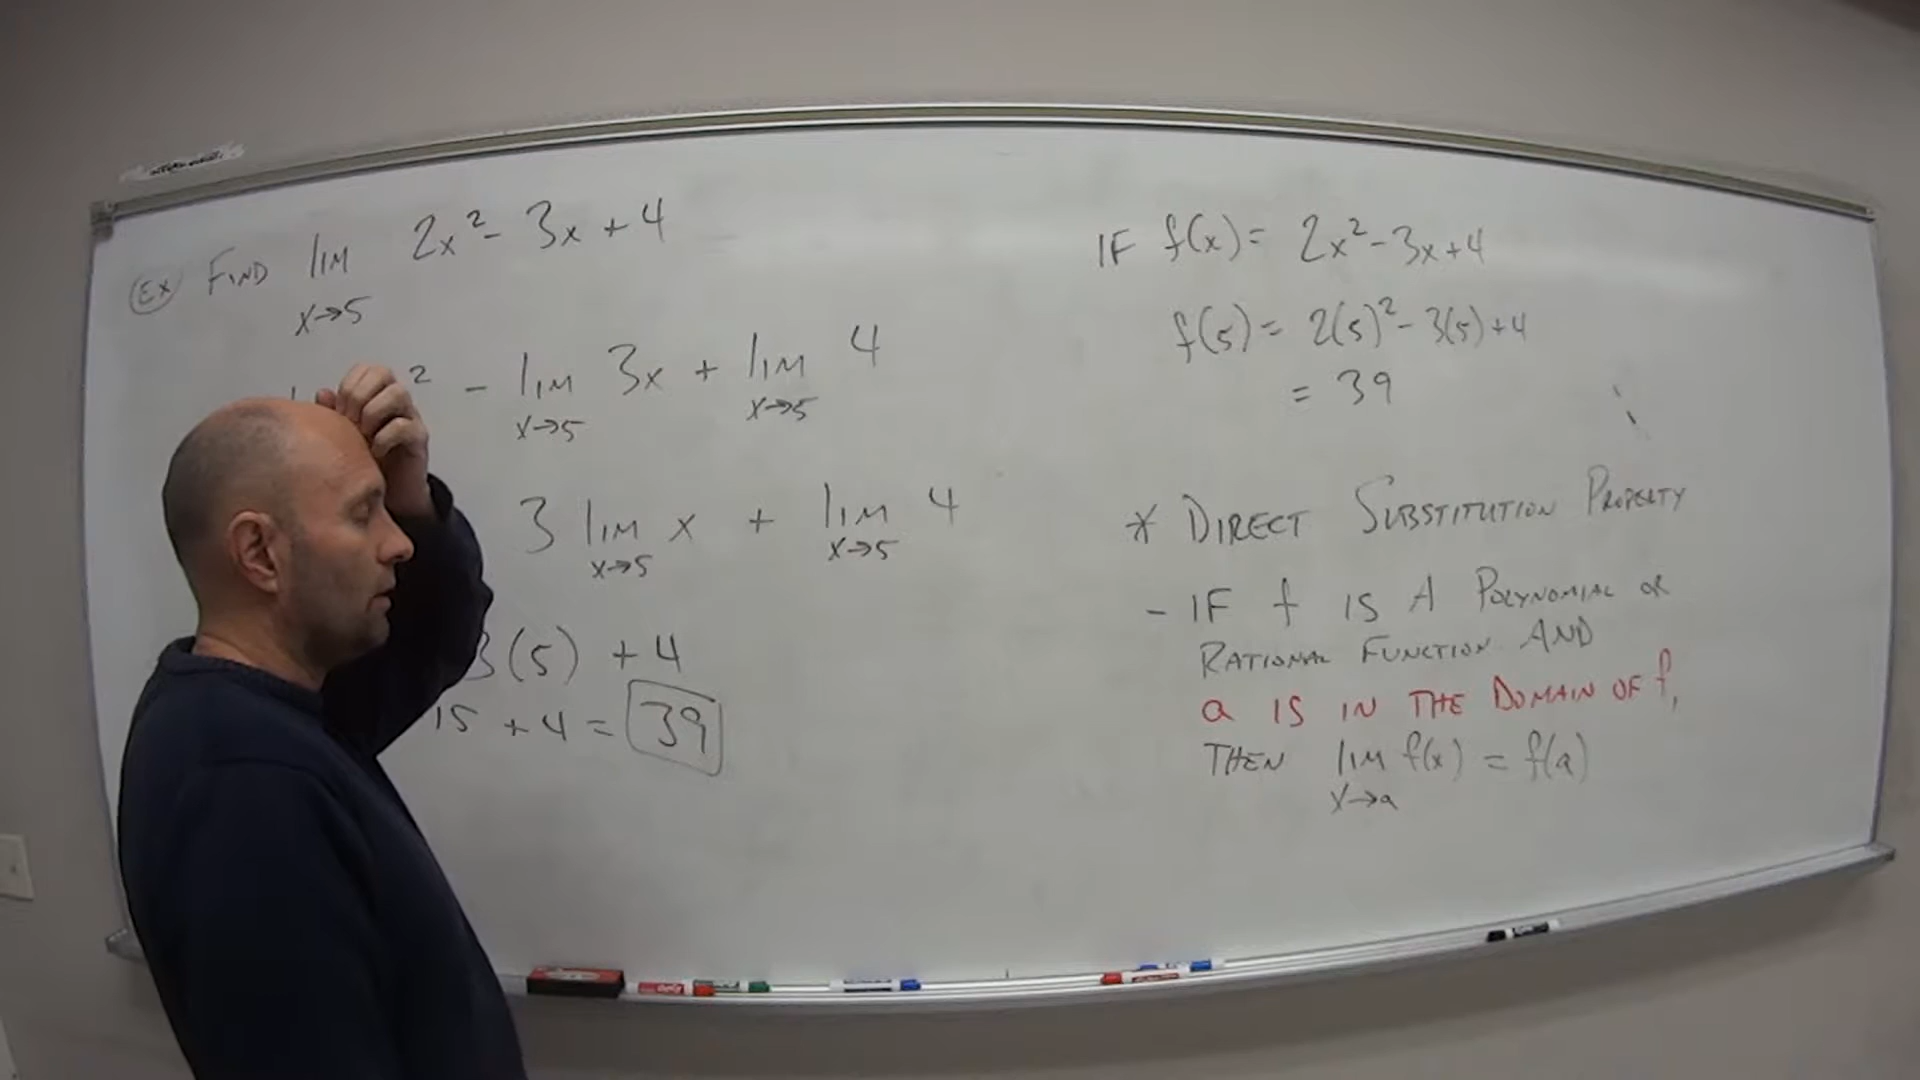 Ex FIND lim 2x² - 3x + 4
x→5
² - lim 3x + lim 4
x→5 x→5
3 lim x + lim 4
x→5 x→5
3(5) + 4
15 + 4 = 39
IF f(x) = 2x² - 3x + 4
f(5) = 2(5)² - 3(5) + 4
= 39
* DIRECT SUBSTITUTION PROPERTY
- IF f IS A POLYNOMIAL OR
RATIONAL FUNCTION AND
a IS IN THE DOMAIN OF f,
THEN lim f(x) = f(a)
x→a